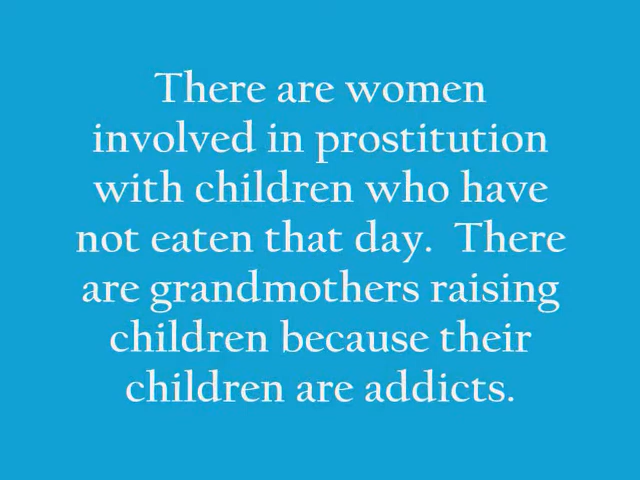 There are women
involved in prostitution
with children who have
not eaten that day.  There
are grandmothers raising
children because their
children are addicts.